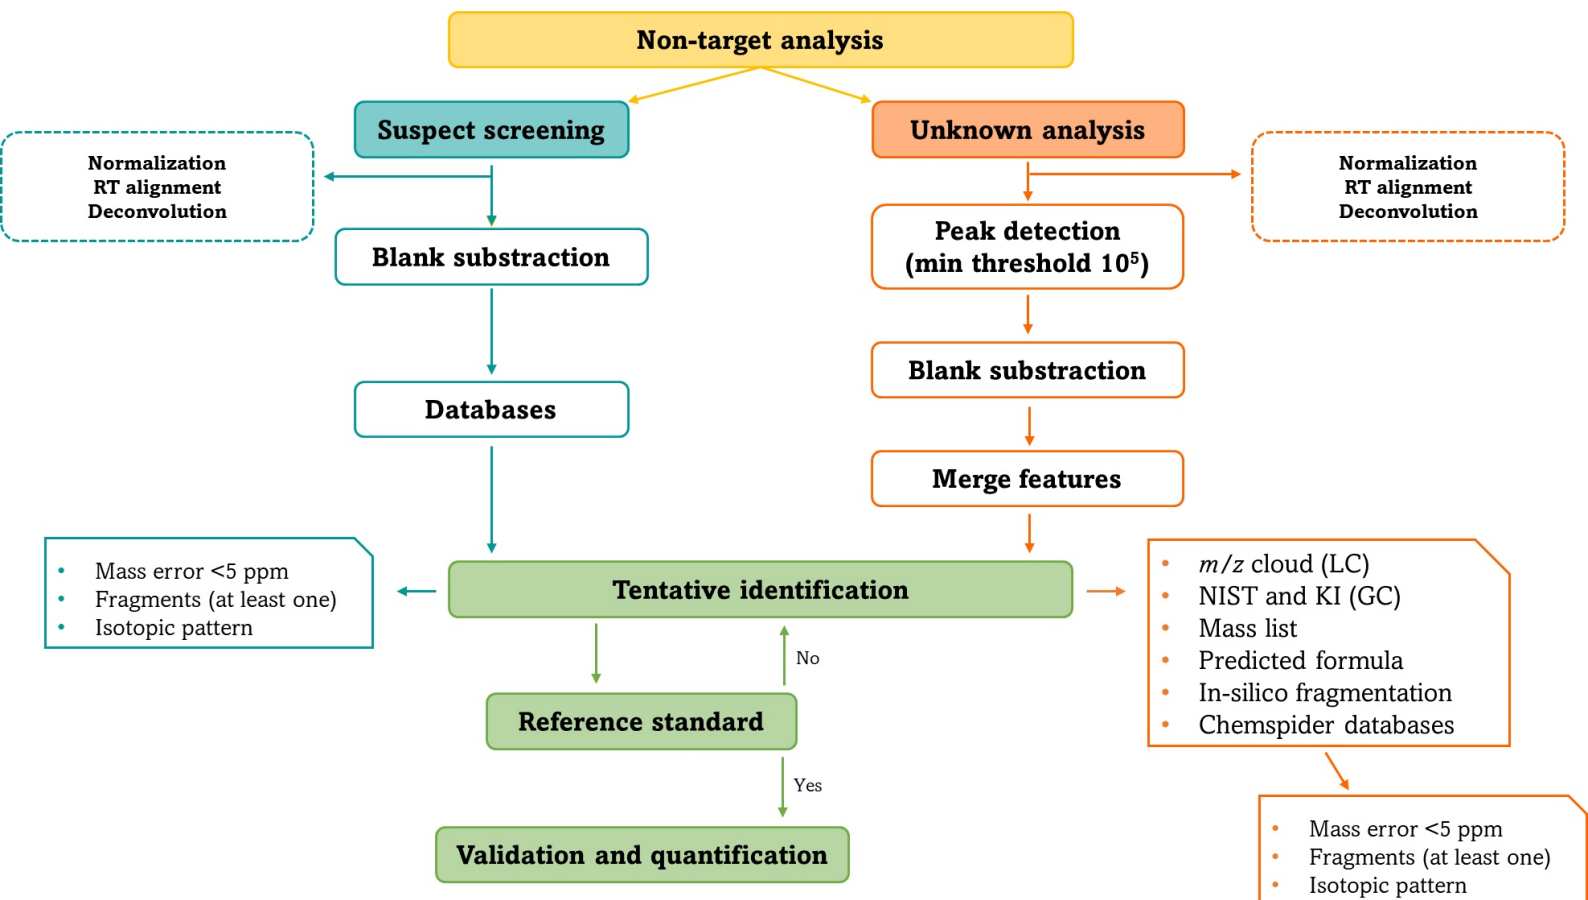 Non-target analysis
Suspect screening
Unknown analysis
Normalization
RT alignment
Deconvolution
Normalization
RT alignment
Deconvolution
Blank substraction
Peak detection
(min threshold 10⁵)
Databases
Blank substraction
Merge features
Tentative identification
• Mass error <5 ppm
• Fragments (at least one)
• Isotopic pattern
• m/z cloud (LC)
• NIST and KI (GC)
• Mass list
• Predicted formula
• In-silico fragmentation
• Chemspider databases
No
Reference standard
Yes
Validation and quantification
• Mass error <5 ppm
• Fragments (at least one)
• Isotopic pattern